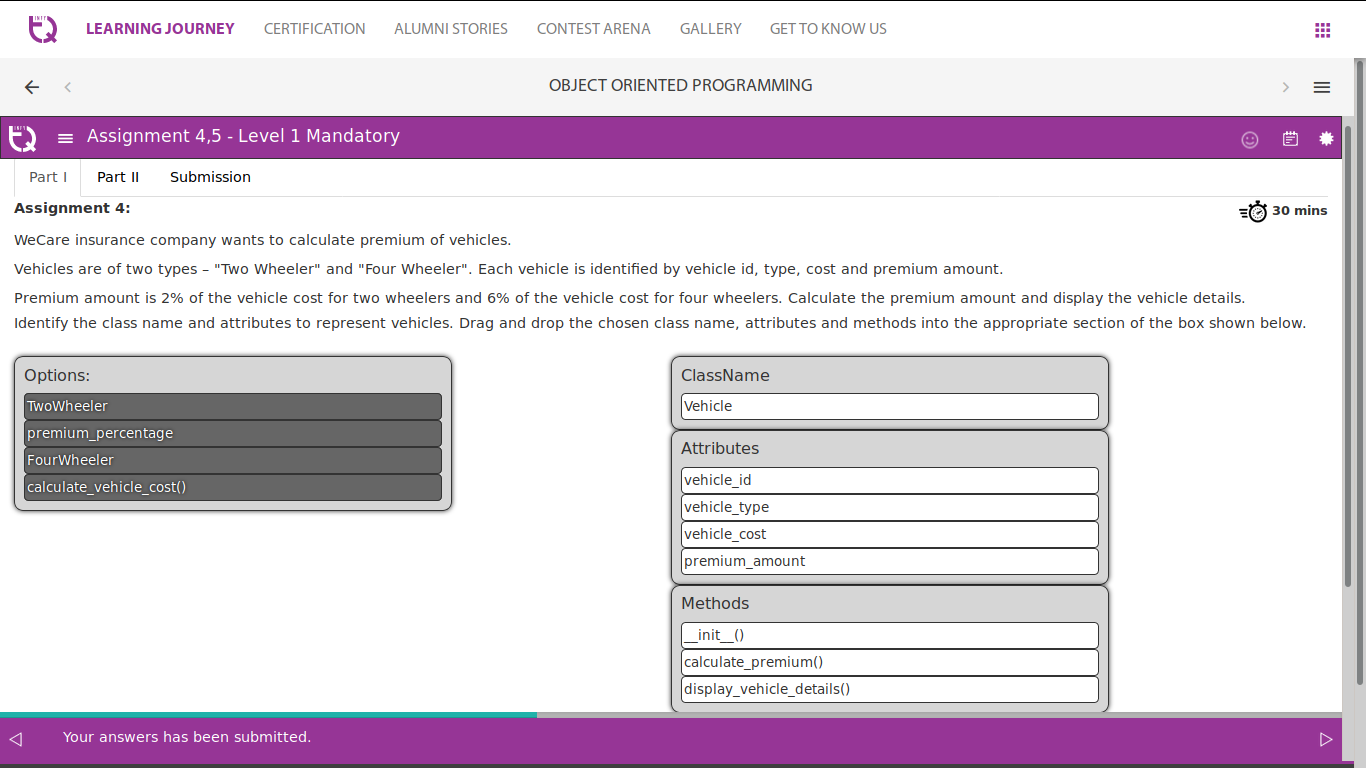 INFY
TQ
LEARNING JOURNEY CERTIFICATION ALUMNI STORIES CONTEST ARENA GALLERY GET TO KNOW US
OBJECT ORIENTED PROGRAMMING
INFY
TQ
Assignment 4,5 - Level 1 Mandatory
Part I Part II Submission
Assignment 4:
30 mins
WeCare insurance company wants to calculate premium of vehicles.
Vehicles are of two types – "Two Wheeler" and "Four Wheeler". Each vehicle is identified by vehicle id, type, cost and premium amount.
Premium amount is 2% of the vehicle cost for two wheelers and 6% of the vehicle cost for four wheelers. Calculate the premium amount and display the vehicle details.
Identify the class name and attributes to represent vehicles. Drag and drop the chosen class name, attributes and methods into the appropriate section of the box shown below.
Options:
TwoWheeler
premium_percentage
FourWheeler
calculate_vehicle_cost()
ClassName
Vehicle
Attributes
vehicle_id
vehicle_type
vehicle_cost
premium_amount
Methods
__init__()
calculate_premium()
display_vehicle_details()
Your answers has been submitted.